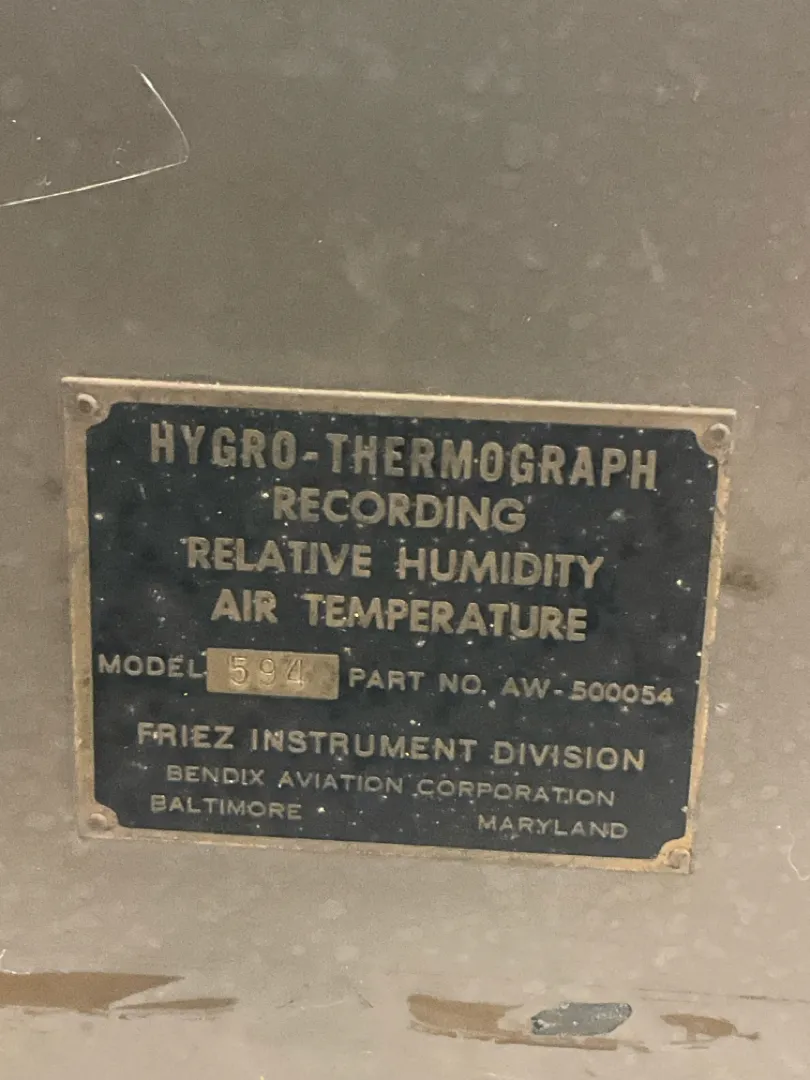 HYGRO-THERMOGRAPH
RECORDING
RELATIVE HUMIDITY
AIR TEMPERATURE
MODEL 594 PART NO. AW-500054
FRIEZ INSTRUMENT DIVISION
BENDIX AVIATION CORPORATION
BALTIMORE MARYLAND